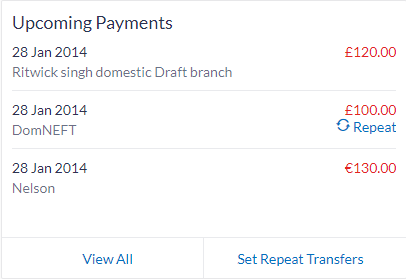 Upcoming Payments
28 Jan 2014 £120.00
Ritwick singh domestic Draft branch
28 Jan 2014 £100.00
DomNEFT Repeat
28 Jan 2014 €130.00
Nelson
View All Set Repeat Transfers